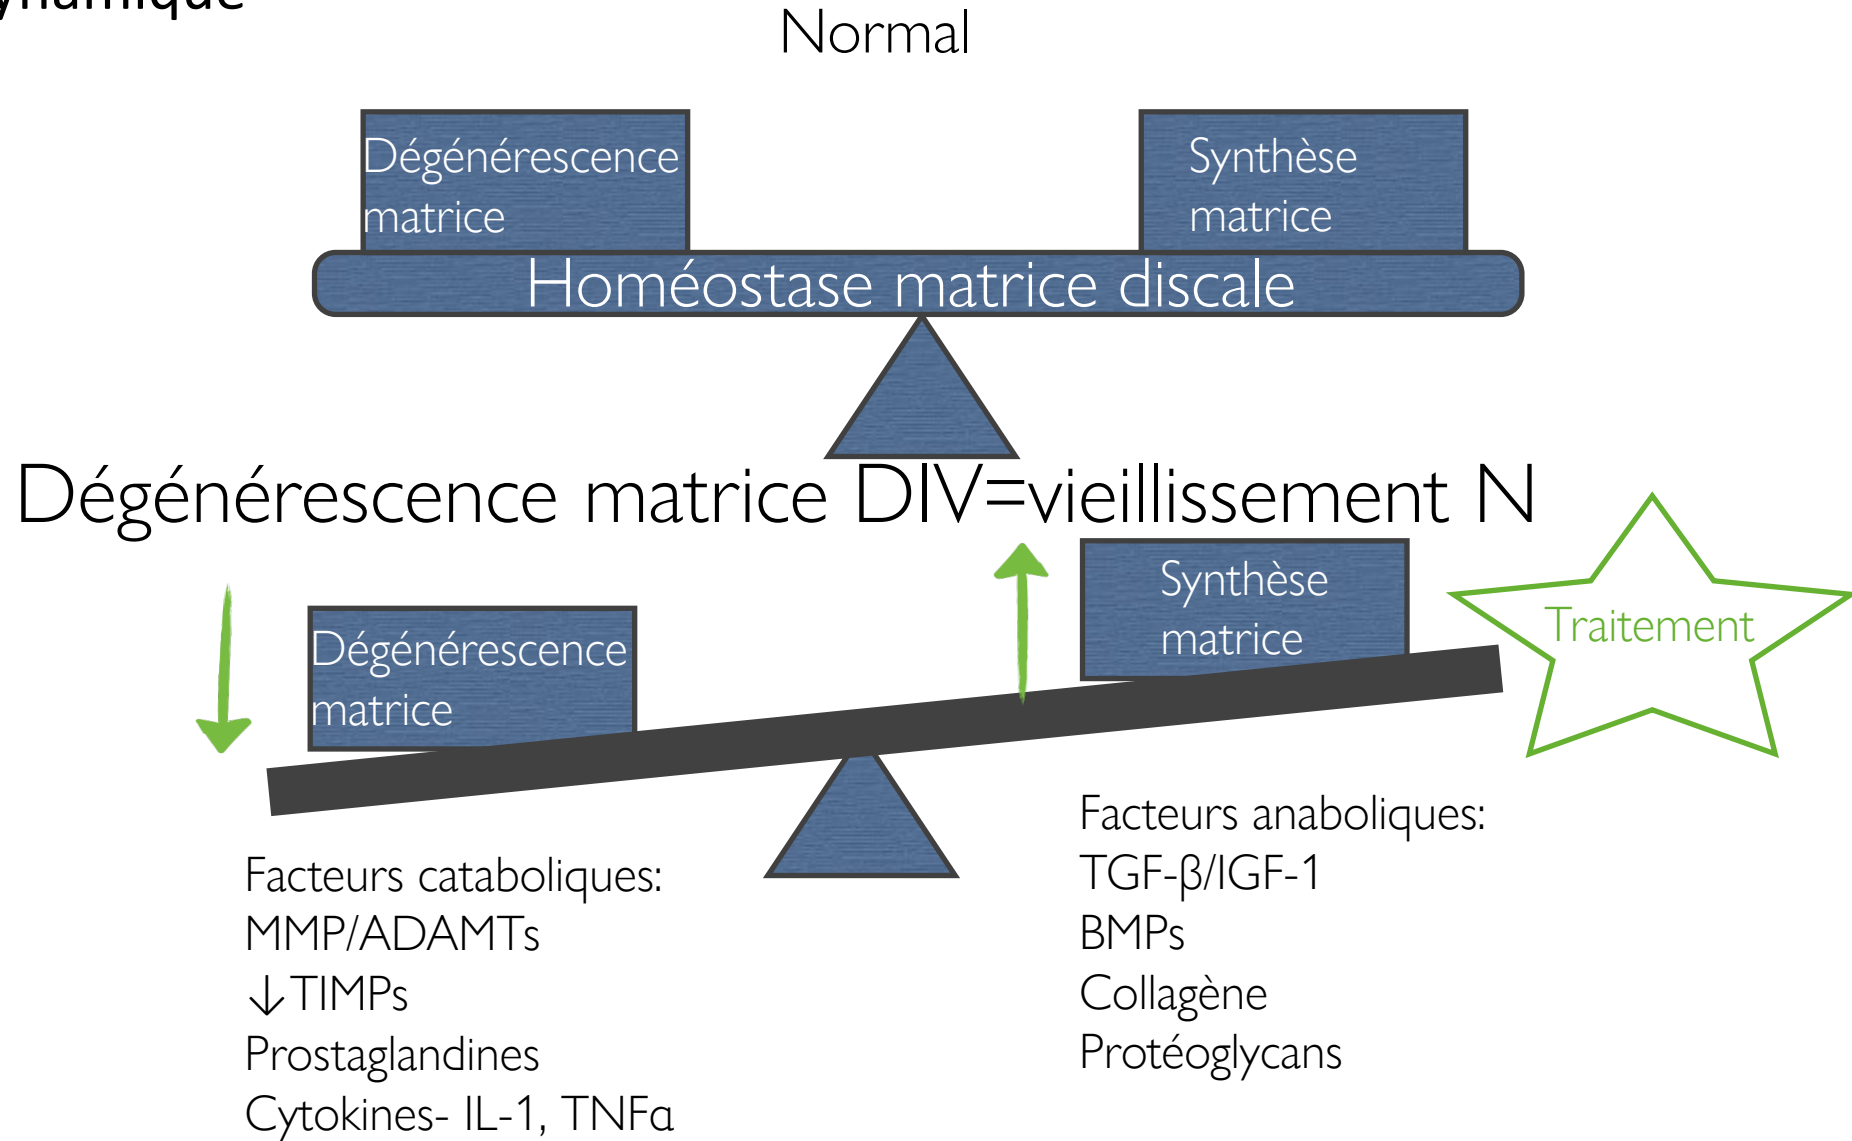 Normal
Dégénérescence
matrice
Synthèse
matrice
Homéostase matrice discale
Dégénérescence matrice DIV=vieillissement N
Dégénérescence
matrice
Synthèse
matrice
Traitement
Facteurs cataboliques:
MMP/ADAMTs
↓TIMPs
Prostaglandines
Cytokines- IL-1, TNFα
Facteurs anaboliques:
TGF-β/IGF-1
BMPs
Collagène
Protéoglycans